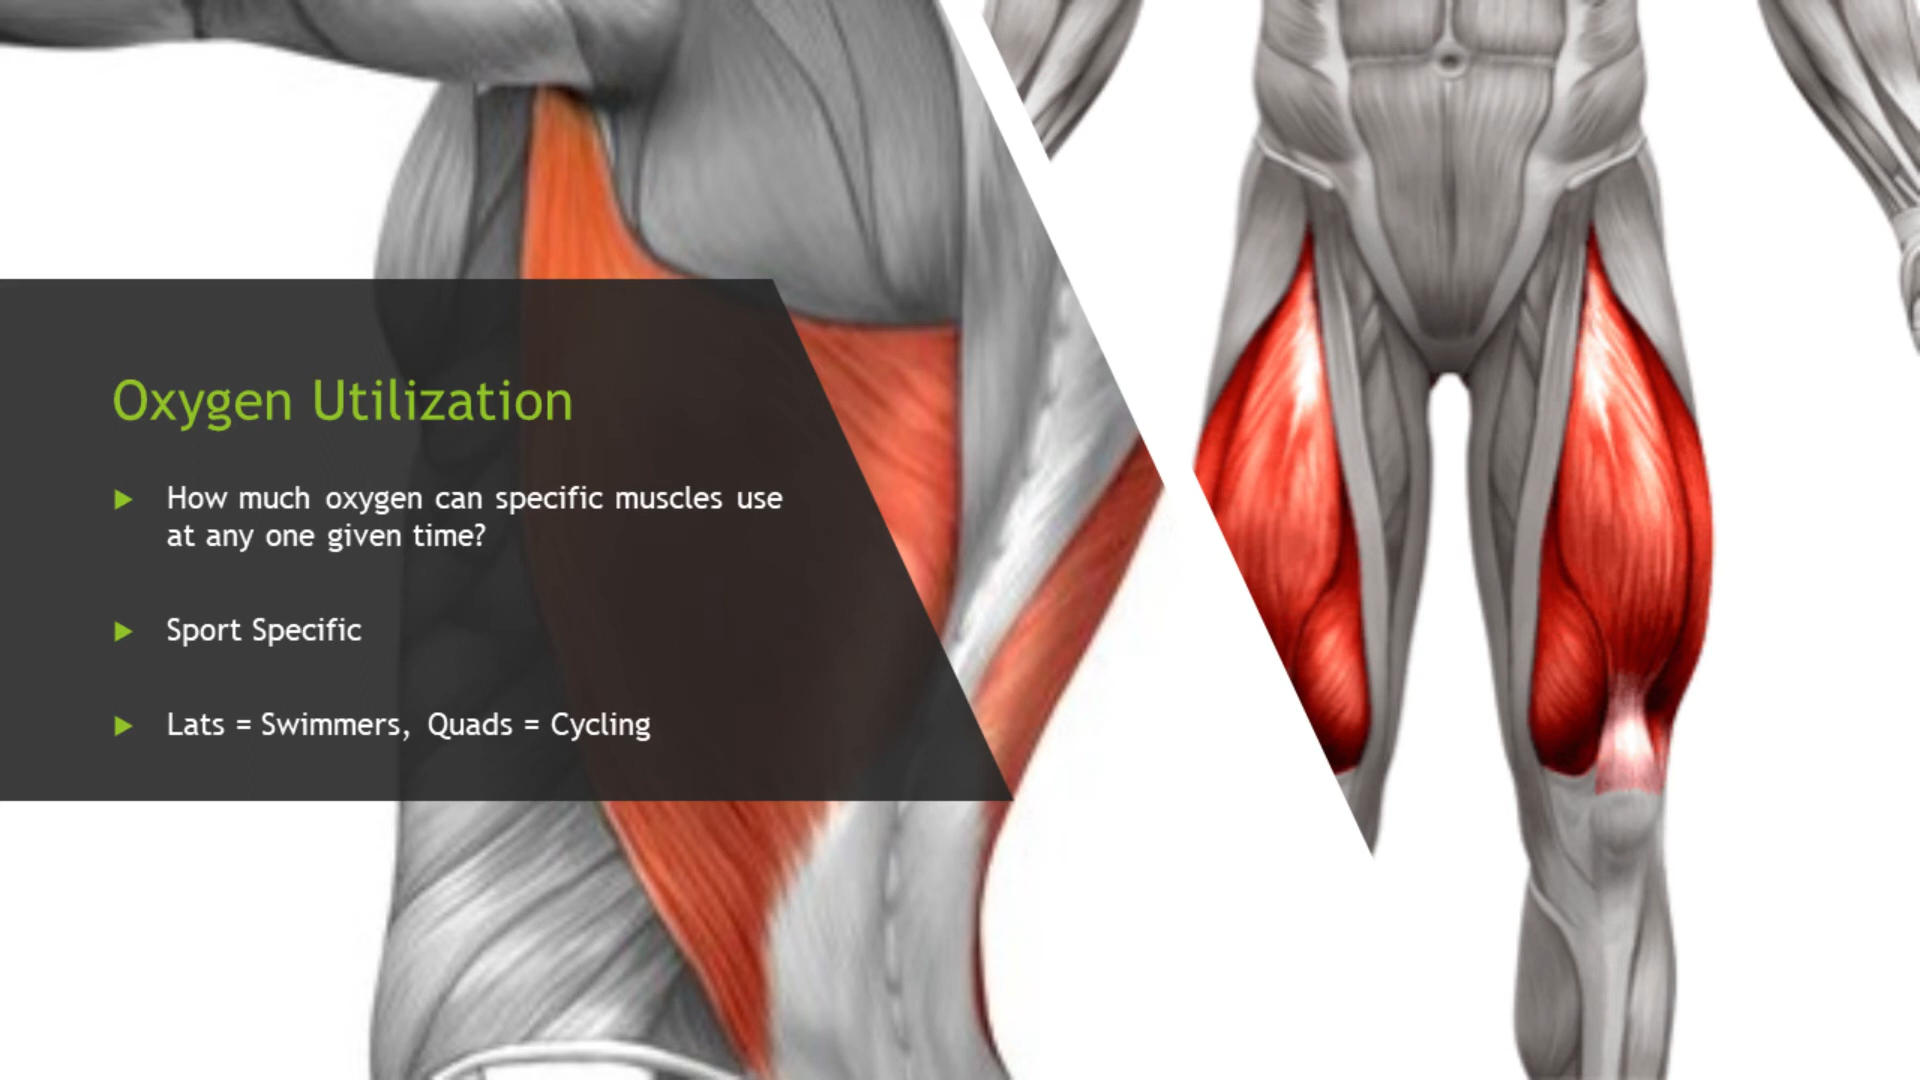 Oxygen Utilization
How much oxygen can specific muscles use
at any one given time?
Sport Specific
Lats = Swimmers, Quads = Cycling